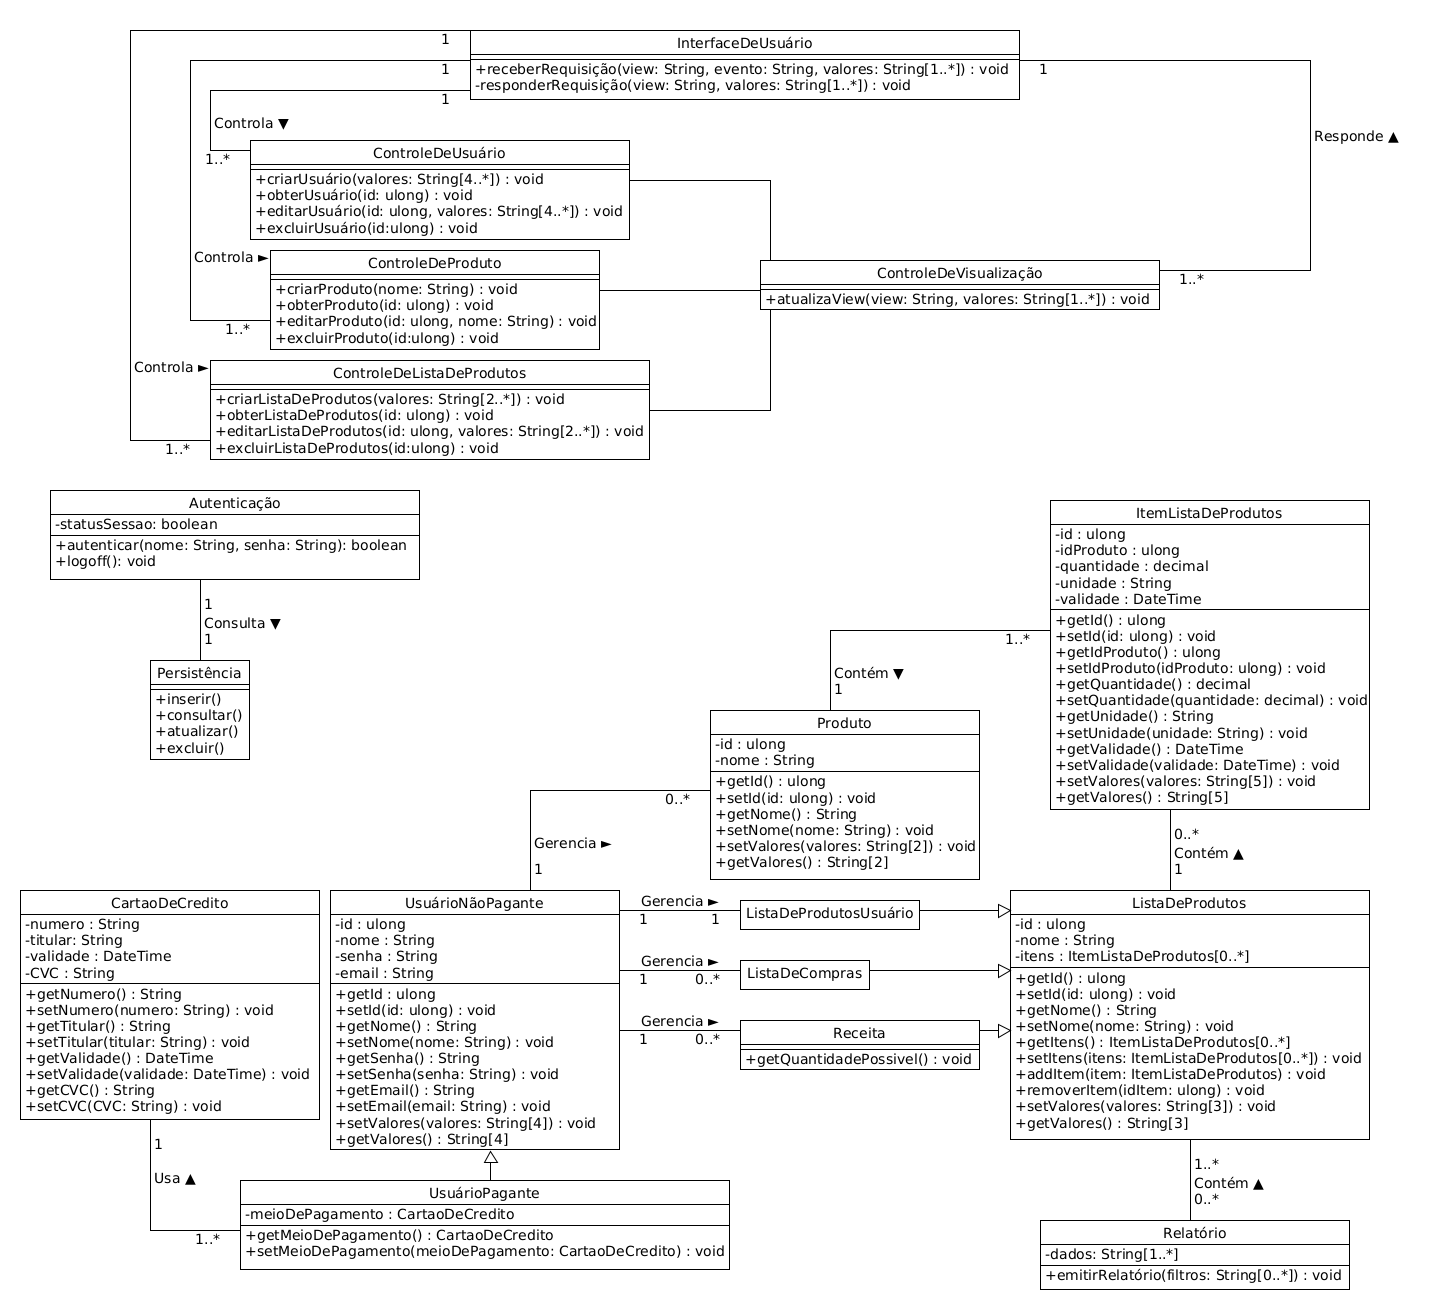 InterfaceDeUsuário
+receberRequisição(view: String, evento: String, valores: String[1..*]) : void
-responderRequisição(view: String, valores: String[1..*]) : void
1
1
1
1
Responde ▲
1..*
Controla ▼
1..*
ControleDeUsuário
+criarUsuário(valores: String[4..*]) : void
+obterUsuário(id: ulong) : void
+editarUsuário(id: ulong, valores: String[4..*]) : void
+excluirUsuário(id:ulong) : void
Controla ►
1..*
ControleDeProduto
+criarProduto(nome: String) : void
+obterProduto(id: ulong) : void
+editarProduto(id: ulong, nome: String) : void
+excluirProduto(id:ulong) : void
ControleDeVisualização
+atualizaView(view: String, valores: String[1..*]) : void
Controla ►
1..*
ControleDeListaDeProdutos
+criarListaDeProdutos(valores: String[2..*]) : void
+obterListaDeProdutos(id: ulong) : void
+editarListaDeProdutos(id: ulong, valores: String[2..*]) : void
+excluirListaDeProdutos(id:ulong) : void
Autenticação
-statusSessao: boolean
+autenticar(nome: String, senha: String): boolean
+logoff(): void
1
Consulta ▼
1
Persistência
+inserir()
+consultar()
+atualizar()
+excluir()
ItemListaDeProdutos
-id : ulong
-idProduto : ulong
-quantidade : decimal
-unidade : String
-validade : DateTime
+getId() : ulong
+setId(id: ulong) : void
+getIdProduto() : ulong
+setIdProduto(idProduto: ulong) : void
+getQuantidade() : decimal
+setQuantidade(quantidade: decimal) : void
+getUnidade() : String
+setUnidade(unidade: String) : void
+getValidade() : DateTime
+setValidade(validade: DateTime) : void
+setValores(valores: String[5]) : void
+getValores() : String[5]
1..*
Contém ▼
1
Produto
-id : ulong
-nome : String
+getId() : ulong
+setId(id: ulong) : void
+getNome() : String
+setNome(nome: String) : void
+setValores(valores: String[2]) : void
+getValores() : String[2]
0..*
Gerencia ►
1
0..*
Contém ▲
1
CartaoDeCredito
-numero : String
-titular: String
-validade : DateTime
-CVC : String
+getNumero() : String
+setNumero(numero: String) : void
+getTitular() : String
+setTitular(titular: String) : void
+getValidade() : DateTime
+setValidade(validade: DateTime) : void
+getCVC() : String
+setCVC(CVC: String) : void
UsuárioNãoPagante
-id : ulong
-nome : String
-senha : String
-email : String
+getId : ulong
+setId(id: ulong) : void
+getNome() : String
+setNome(nome: String) : void
+getSenha() : String
+setSenha(senha: String) : void
+getEmail() : String
+setEmail(email: String) : void
+setValores(valores: String[4]) : void
+getValores() : String[4]
Gerencia ►
1
1
ListaDeProdutosUsuário
Gerencia ►
1
0..*
ListaDeCompras
Gerencia ►
1
0..*
Receita
+getQuantidadePossivel() : void
ListaDeProdutos
-id : ulong
-nome : String
-itens : ItemListaDeProdutos[0..*]
+getId() : ulong
+setId(id: ulong) : void
+getNome() : String
+setNome(nome: String) : void
+getItens() : ItemListaDeProdutos[0..*]
+setItens(itens: ItemListaDeProdutos[0..*]) : void
+addItem(item: ItemListaDeProdutos) : void
+removerItem(idItem: ulong) : void
+setValores(valores: String[3]) : void
+getValores() : String[3]
1
Usa ▲
1..*
UsuárioPagante
-meioDePagamento : CartaoDeCredito
+getMeioDePagamento() : CartaoDeCredito
+setMeioDePagamento(meioDePagamento: CartaoDeCredito) : void
1..*
Contém ▲
0..*
Relatório
-dados: String[1..*]
+emitirRelatório(filtros: String[0..*]) : void